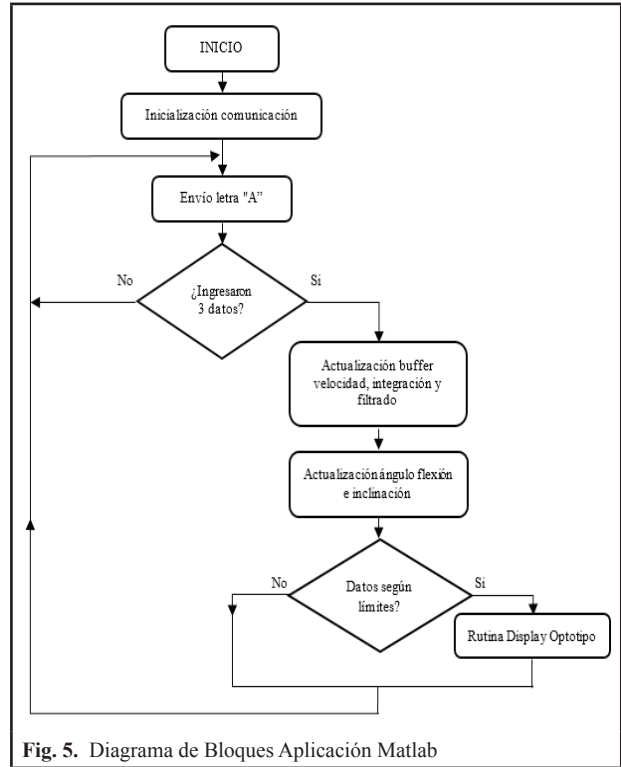 INICIO
Inicialización comunicación
Envío letra "A"
No
Si
¿Ingresaron
3 datos?
Actualización buffer
velocidad, integración y
filtrado
Actualización ángulo flexión
e inclinación
No
Si
Datos según
límites?
Rutina Display Optotipo
Fig. 5. Diagrama de Bloques Aplicación Matlab